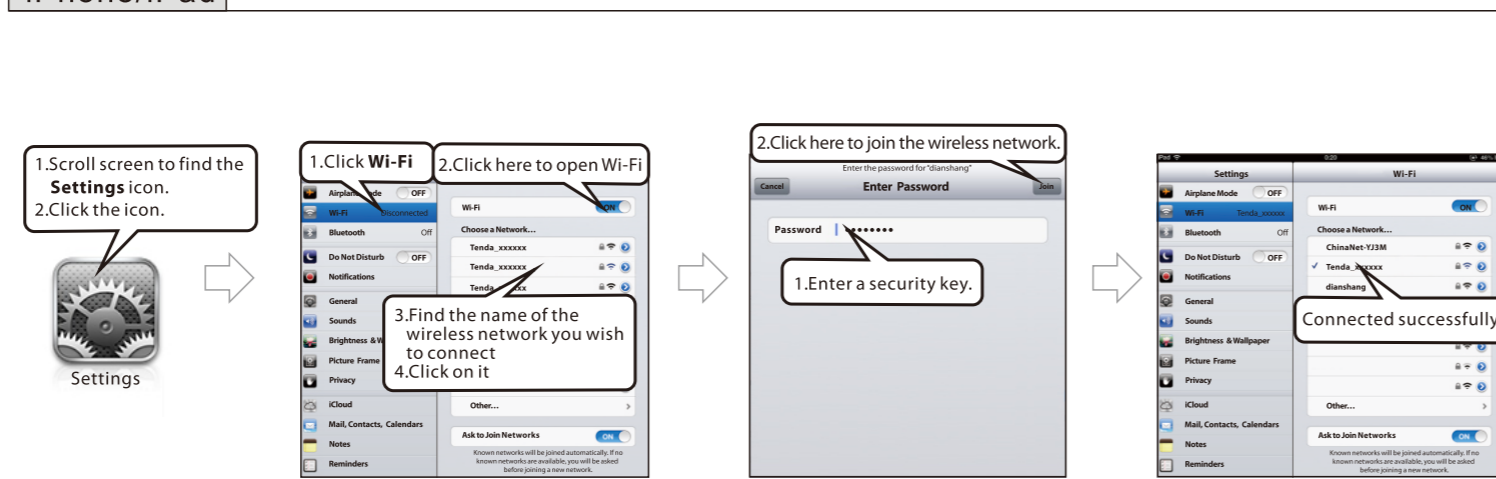 iPhone/iPad
1.Scroll screen to find the
Settings icon.
2.Click the icon.
Settings
1.Click Wi-Fi
2.Click here to open Wi-Fi
OFF
Wi-Fi Disconnected
Bluetooth Off
Do Not Disturb OFF
Notifications
General
Sounds
Picture Frame
Privacy
iCloud
Mail, Contacts, Calendars
Notes
Reminders
Wi-Fi ON
Choose a Network...
Tenda_xxxxxx
Tenda_xxxxxx
3.Find the name of the
wireless network you wish
to connect
4.Click on it
Other...
Ask to Join Networks ON
Known networks will be joined automatically. If no
known networks are available, you will be asked
before joining a new network.
2.Click here to join the wireless network.
Enter the password for "dianshang"
Cancel Enter Password Join
Password
1.Enter a security key.
iPad 0:20
Settings
Airplane Mode OFF
Wi-Fi Tenda_xxxxxx
Bluetooth Off
Do Not Disturb OFF
Notifications
General
Sounds
Brightness & Wallpaper
Picture Frame
Privacy
iCloud
Mail, Contacts, Calendars
Notes
Reminders
Wi-Fi
Wi-Fi ON
Choose a Network...
ChinaNet-YJ3M
✓ Tenda_xxxxxx
dianshang
Connected successfully
Other...
Ask to Join Networks ON
Known networks will be joined automatically. If no
known networks are available, you will be asked
before joining a new network.